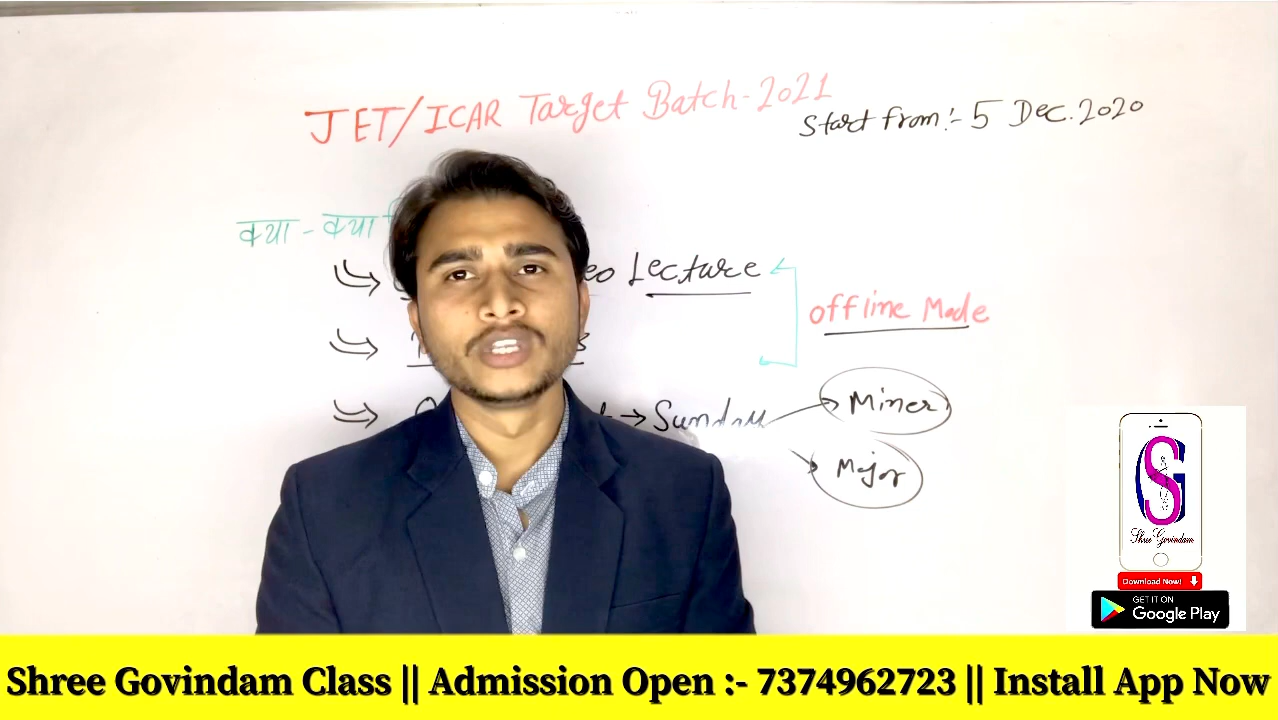 JET/ICAR Target Batch-2021
Start from:- 5 Dec. 2020
क्या - क्या
Lecture
offline Mode
→ Sunday
Miner
Major
SG
Shree Govindam
Download Now!
GET IT ON
Google Play
Shree Govindam Class || Admission Open :- 7374962723 || Install App Now